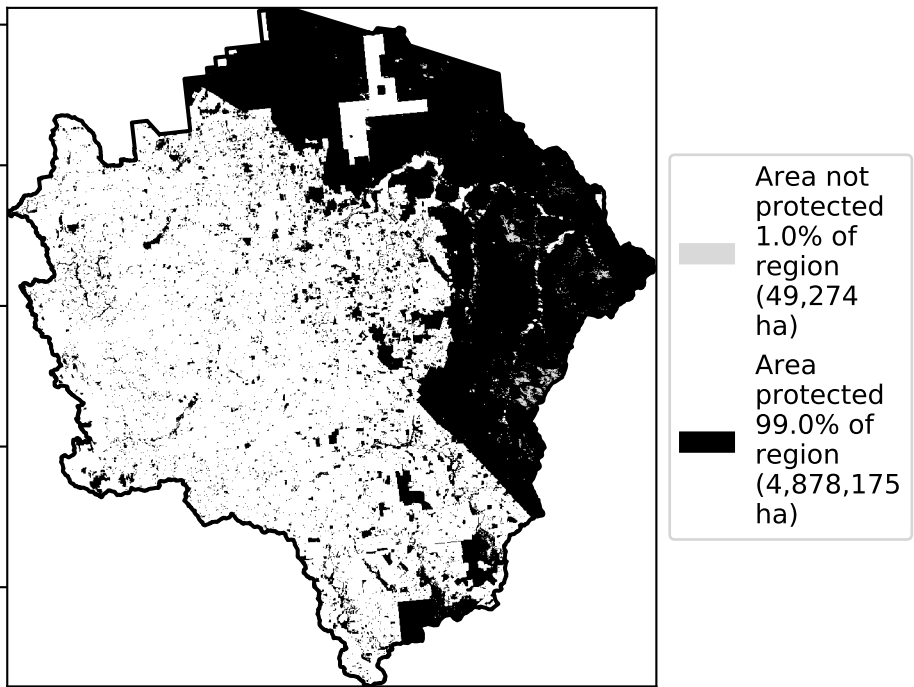 Area not
protected
1.0% of
region
(49,274
ha)
Area
protected
99.0% of
region
(4,878,175
ha)